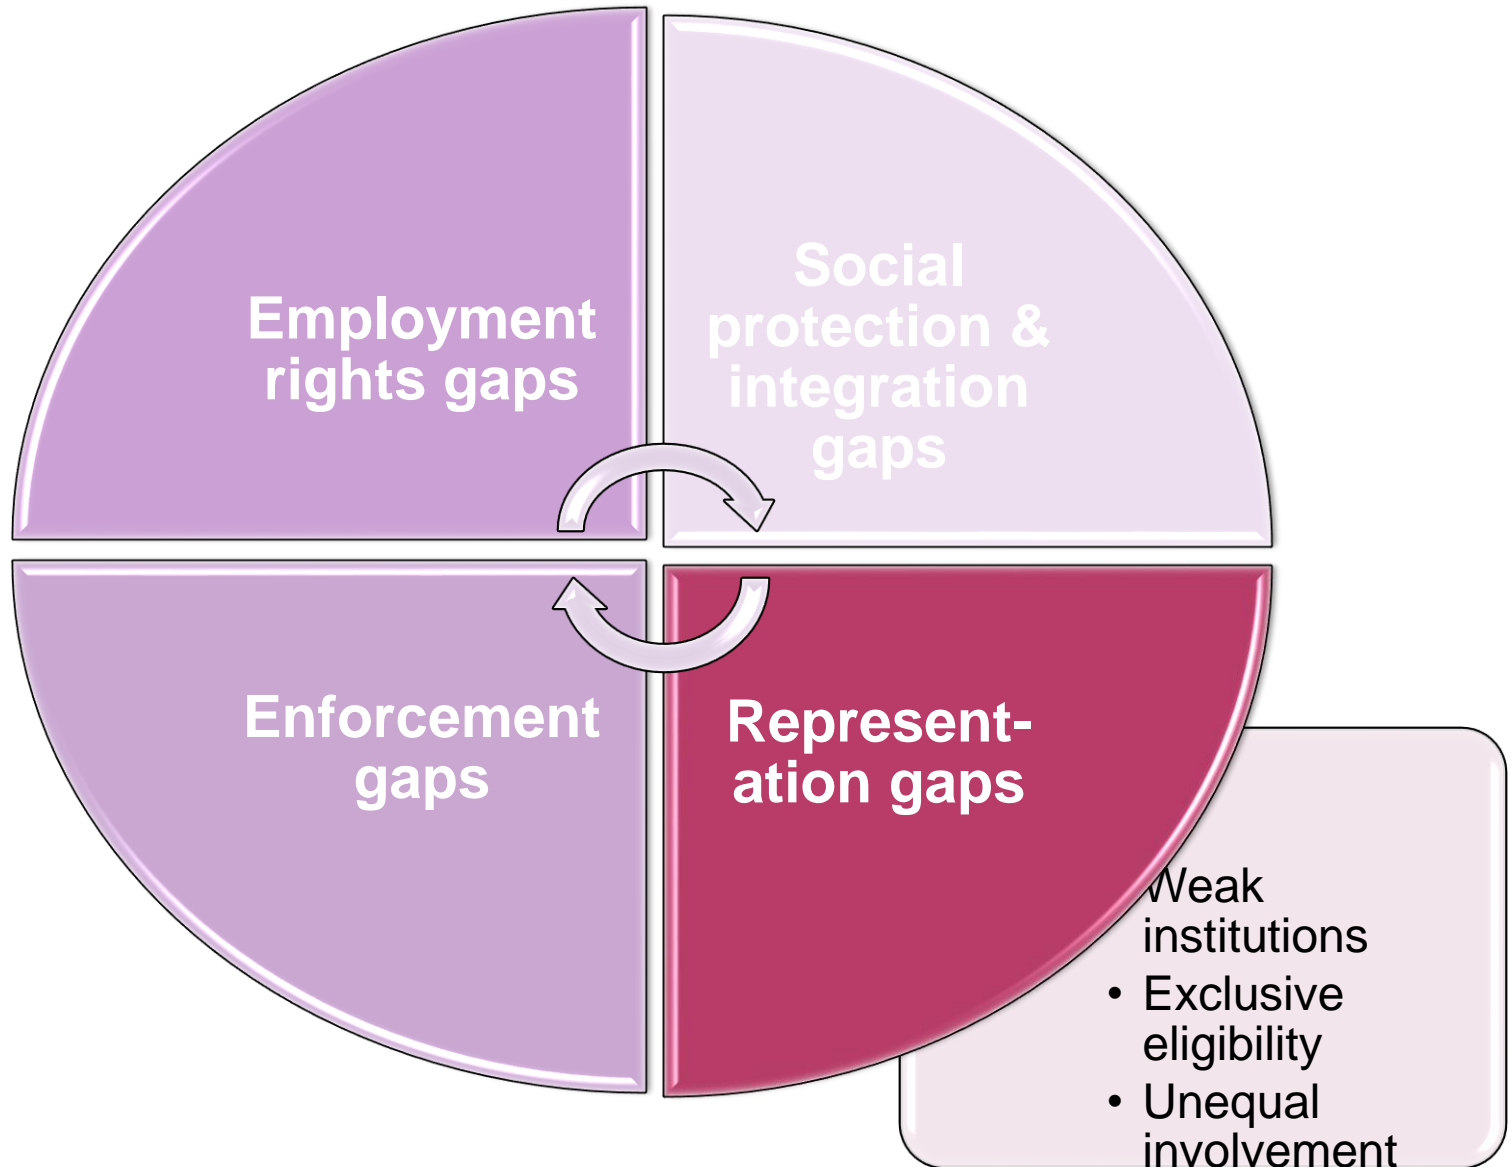 Employment
rights gaps
Social
protection &
integration
gaps
Enforcement
gaps
Represent-
ation gaps
Weak
institutions
• Exclusive
eligibility
• Unequal
involvement